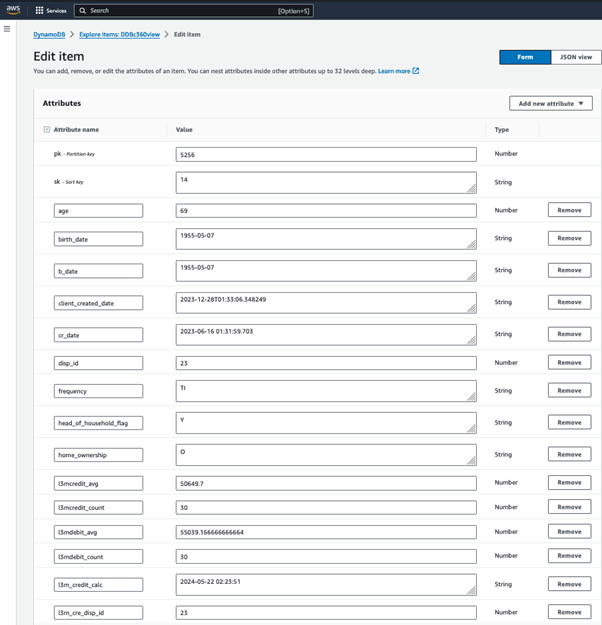 aws Services Search [Option+S]
DynamoDB > Explore items: DD8c360view > Edit item
Edit item
Form JSON view
You can add, remove, or edit the attributes of an item. You can nest attributes inside other attributes up to 32 levels deep. Learn more
Attributes Add new attribute
Attribute name Value Type
pk - Partition key 5256 Number
sk - Sort key 14 String
age 69 Number Remove
birth_date 1955-05-07 String Remove
b_date 1955-05-07 String Remove
client_created_date 2023-12-28T01:33:06.348249 String Remove
cr_date 2023-06-16 01:31:59.703 String Remove
disp_id 23 Number Remove
frequency TI String Remove
head_of_household_flag Y String Remove
home_ownership O String Remove
l3mcredit_avg 50649.7 Number Remove
l3mcredit_count 30 Number Remove
l3mdebit_avg 55039.166666666664 Number Remove
l3mdebit_count 30 Number Remove
l3m_credit_calc 2024-05-22 02:23:51 String Remove
l3m_cre_disp_id 23 Number Remove